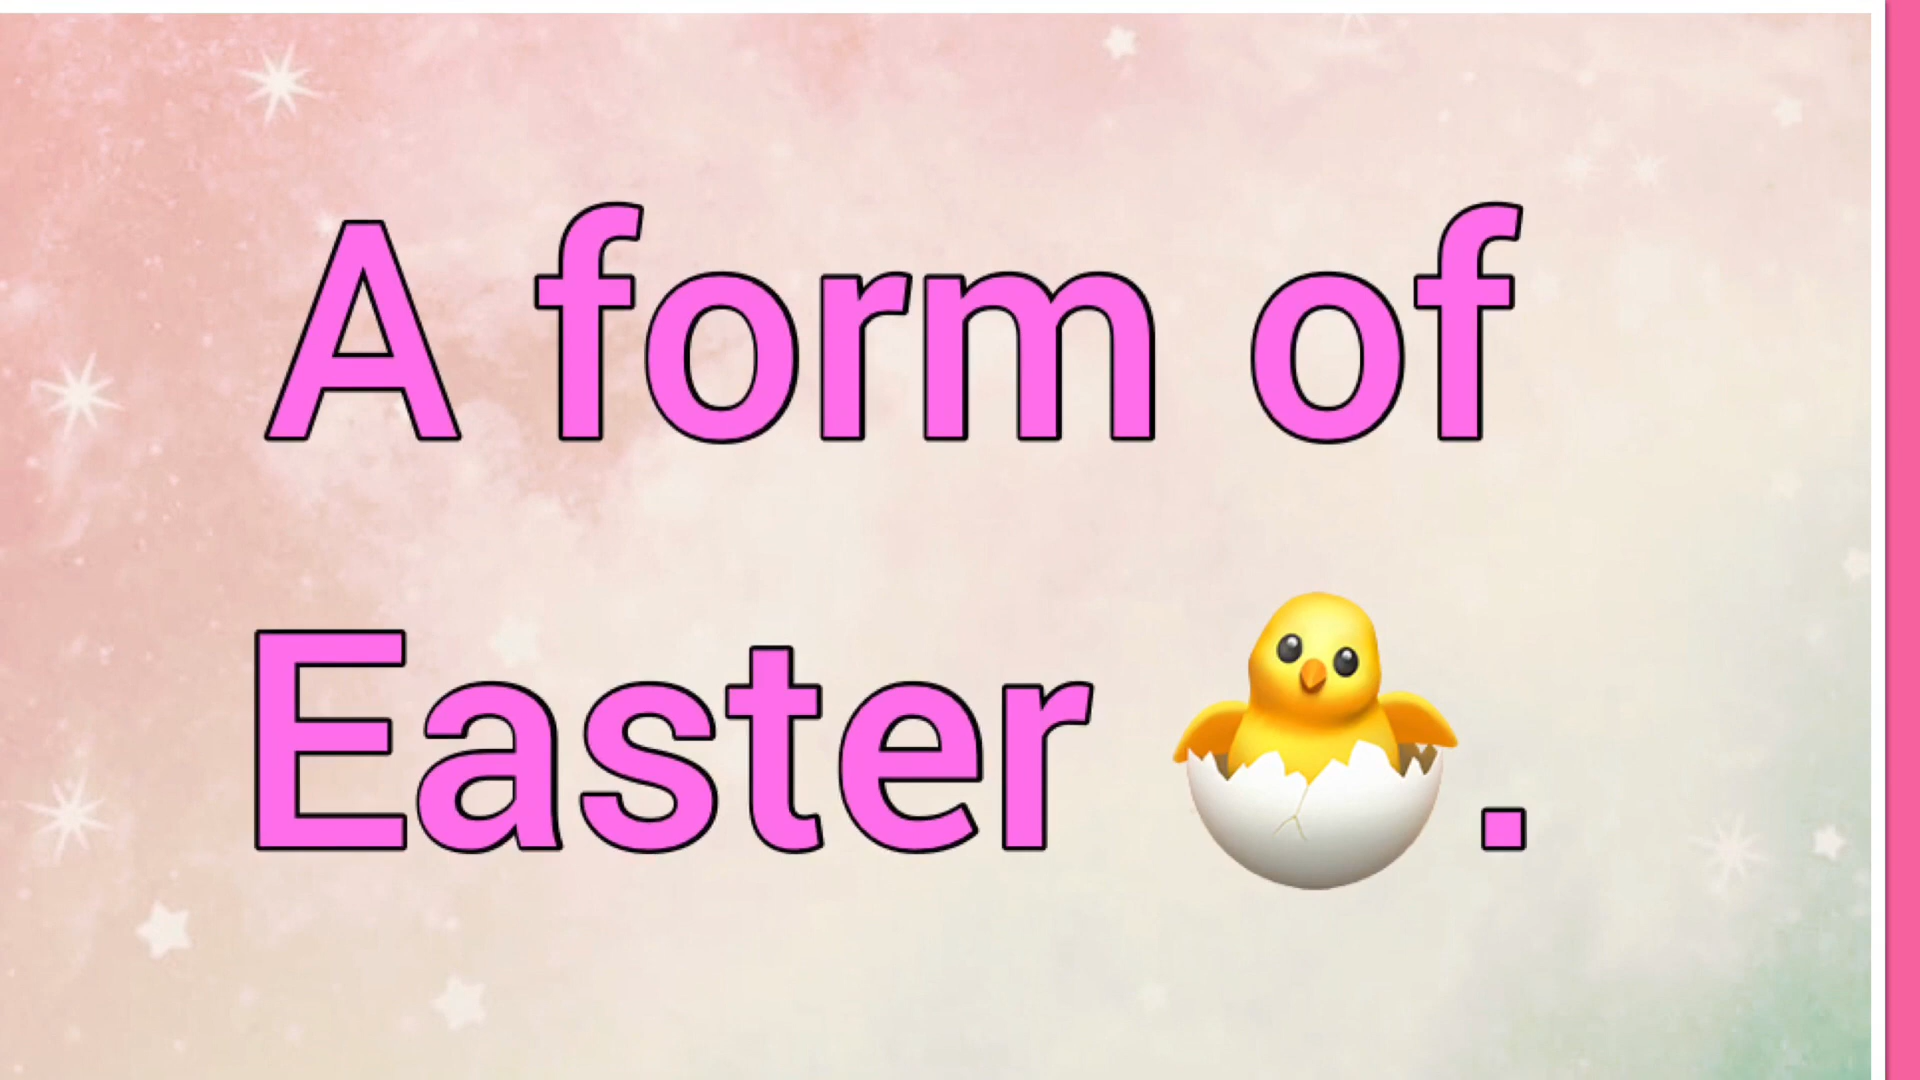 A form of
Easter 🐣.